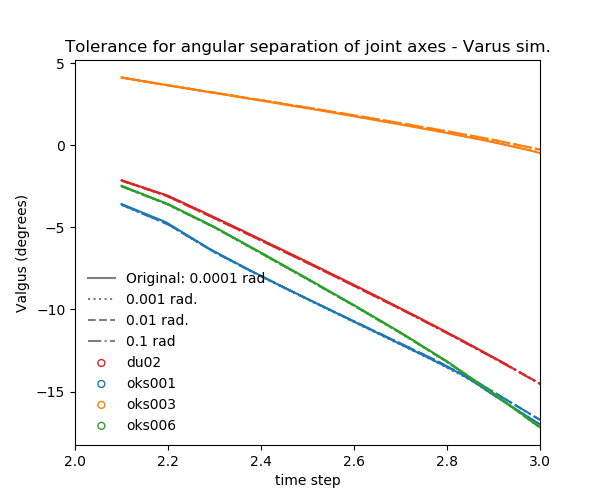 Tolerance for angular separation of joint axes - Varus sim.
5
0
−5
−10
−15
Valgus (degrees)
Original: 0.0001 rad
0.001 rad.
0.01 rad.
0.1 rad
du02
oks001
oks003
oks006
2.0 2.2 2.4 2.6 2.8 3.0
time step